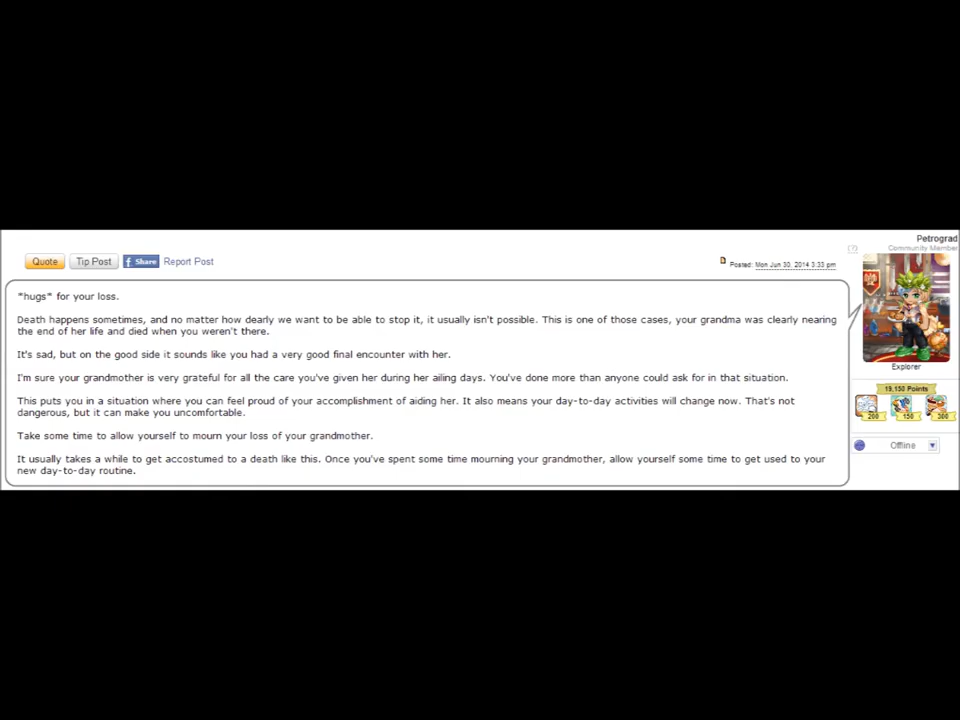 Petrograd
Community Member
Quote Tip Post f Share Report Post
Posted: Mon Jun 30, 2014 3:33 pm
*hugs* for your loss.
Death happens sometimes, and no matter how dearly we want to be able to stop it, it usually isn't possible. This is one of those cases, your grandma was clearly nearing
the end of her life and died when you weren't there.
It's sad, but on the good side it sounds like you had a very good final encounter with her.
I'm sure your grandmother is very grateful for all the care you've given her during her ailing days. You've done more than anyone could ask for in that situation.
This puts you in a situation where you can feel proud of your accomplishment of aiding her. It also means your day-to-day activities will change now. That's not
dangerous, but it can make you uncomfortable.
Take some time to allow yourself to mourn your loss of your grandmother.
It usually takes a while to get accostumed to a death like this. Once you've spent some time mourning your grandmother, allow yourself some time to get used to your
new day-to-day routine.
Explorer
19,150 Points
200 150 300
Offline